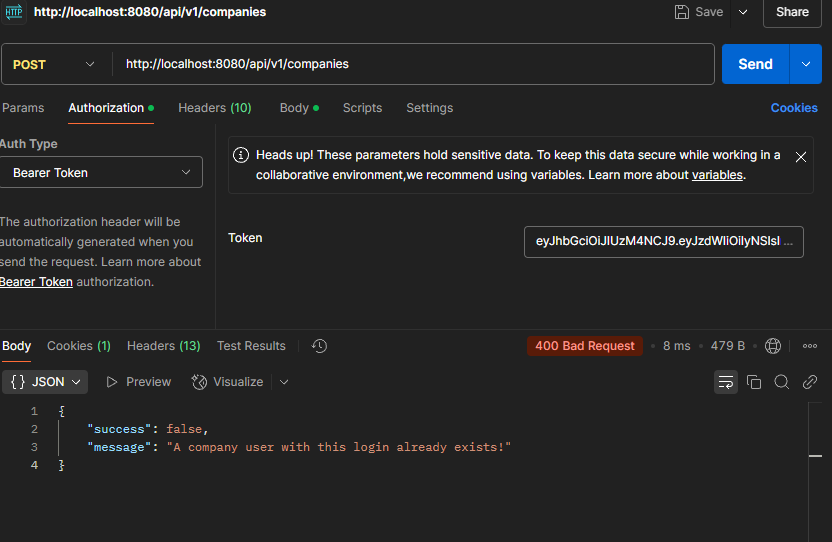 HTTP http://localhost:8080/api/v1/companies Save Share
POST http://localhost:8080/api/v1/companies Send
Params Authorization Headers (10) Body Scripts Settings Cookies
Auth Type
Bearer Token
The authorization header will be
automatically generated when you
send the request. Learn more about
Bearer Token authorization.
Heads up! These parameters hold sensitive data. To keep this data secure while working in a
collaborative environment,we recommend using variables. Learn more about variables.
Token eyJhbGciOiJIUzM4NCJ9.eyJzdWIiOiIyNSIsI ...
Body Cookies (1) Headers (13) Test Results 400 Bad Request 8 ms 479 B
{} JSON Preview Visualize
1 {
2 "success": false,
3 "message": "A company user with this login already exists!"
4 }